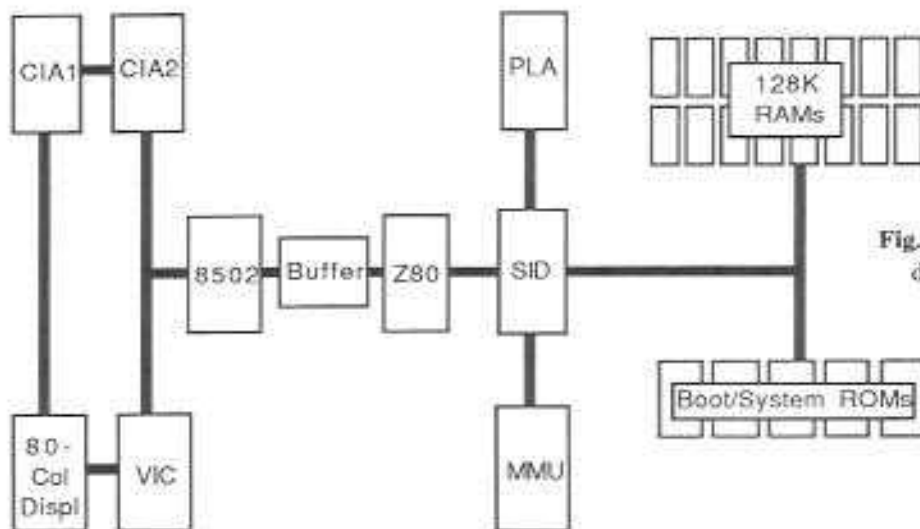 CIA1
CIA2
PLA
128K
RAMs
8502
Buffer
Z80
SID
Fig.
d
Boot/System ROMs
80-
Col
Displ
VIC
MMU